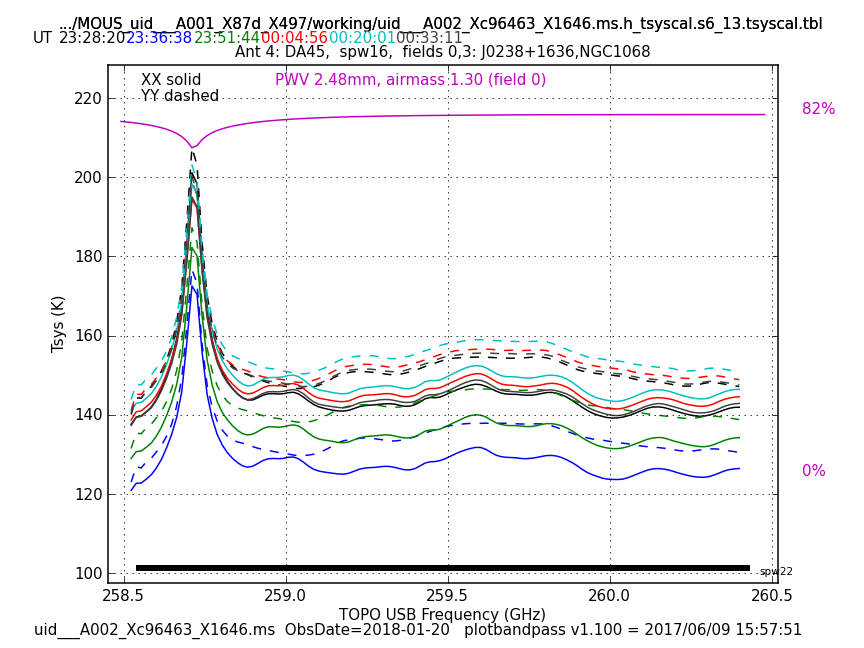 .../MOUS_uid___A001_X87d_X497/working/uid___A002_Xc96463_X1646.ms.h_tsyscal.s6_13.tsyscal.tbl
UT 23:28:20 23:36:38 23:51:44 00:04:56 00:20:01 00:33:11
Ant 4: DA45, spw16, fields 0,3: J0238+1636,NGC1068
XX solid PWV 2.48mm, airmass 1.30 (field 0)
YY dashed
82%
0%
220
200
180
160
140
120
100
Tsys (K)
spw22
258.5 259.0 259.5 260.0 260.5
TOPO USB Frequency (GHz)
uid___A002_Xc96463_X1646.ms ObsDate=2018-01-20 plotbandpass v1.100 = 2017/06/09 15:57:51